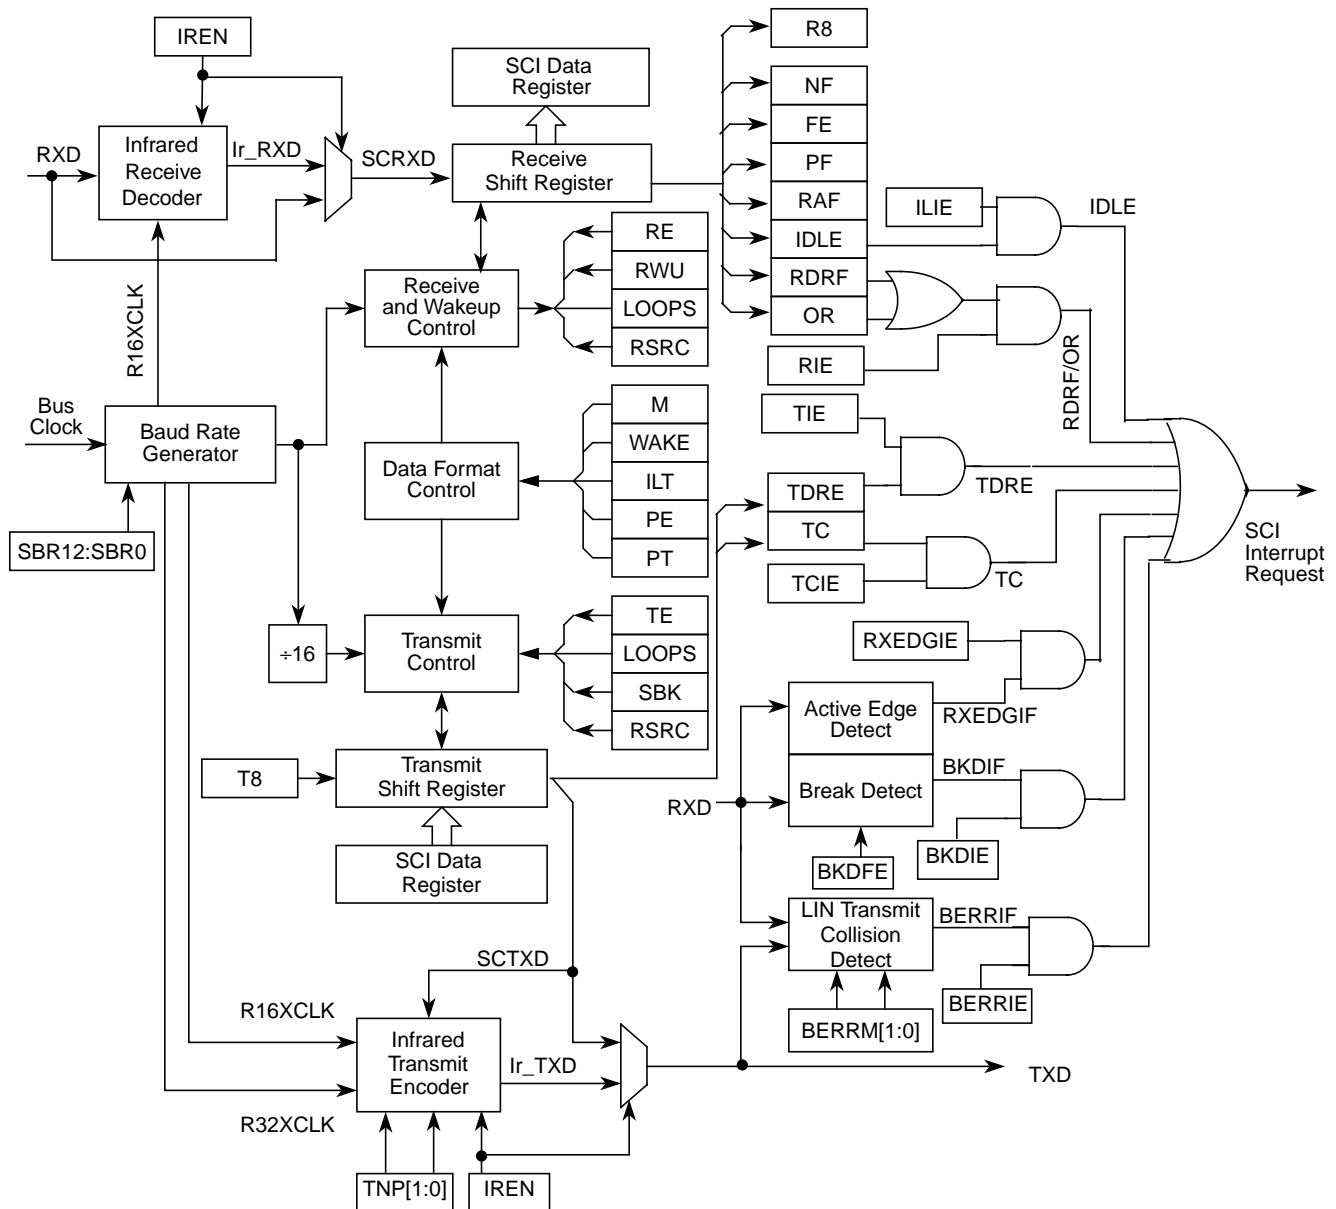 IREN
SCI Data
Register
R8
NF
FE
PF
RAF
IDLE
RDRF
OR
RXD
Infrared
Receive
Decoder
Ir_RXD
SCRXD
Receive
Shift Register
ILIE
IDLE
RE
RWU
LOOPS
RSRC
Receive
and Wakeup
Control
R16XCLK
RIE
RDRF/OR
Bus
Clock
Baud Rate
Generator
SBR12:SBR0
Data Format
Control
M
WAKE
ILT
PE
PT
TIE
TDRE
TC
TCIE
TDRE
TC
SCI
Interrupt
Request
÷16
Transmit
Control
TE
LOOPS
SBK
RSRC
RXEDGIE
Active Edge
Detect
RXEDGIF
T8
Transmit
Shift Register
RXD
Break Detect
BKDIF
BKDIE
BKDFE
SCI Data
Register
LIN Transmit
Collision
Detect
BERRIF
BERRIE
BERRM[1:0]
SCTXD
R16XCLK
Infrared
Transmit
Encoder
Ir_TXD
R32XCLK
TXD
TNP[1:0]
IREN